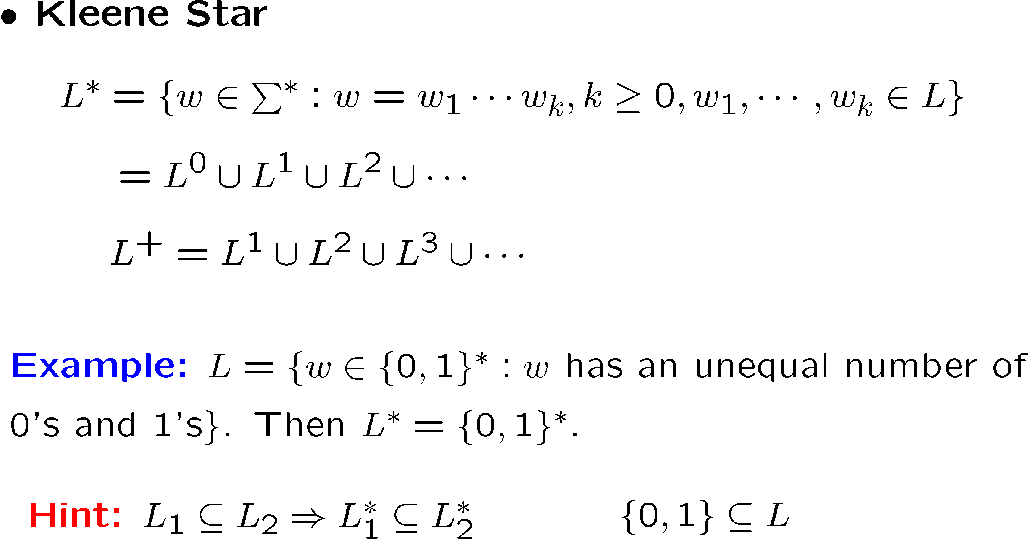 • Kleene Star
L* = {w ∈ ∑* : w = w₁ ⋯ wₖ, k ≥ 0, w₁, ⋯ , wₖ ∈ L}
= L⁰ ∪ L¹ ∪ L² ∪ ⋯
L⁺ = L¹ ∪ L² ∪ L³ ∪ ⋯
Example: L = {w ∈ {0, 1}* : w has an unequal number of
0's and 1's}. Then L* = {0, 1}*.
Hint: L₁ ⊆ L₂ ⇒ L₁* ⊆ L₂* {0, 1} ⊆ L